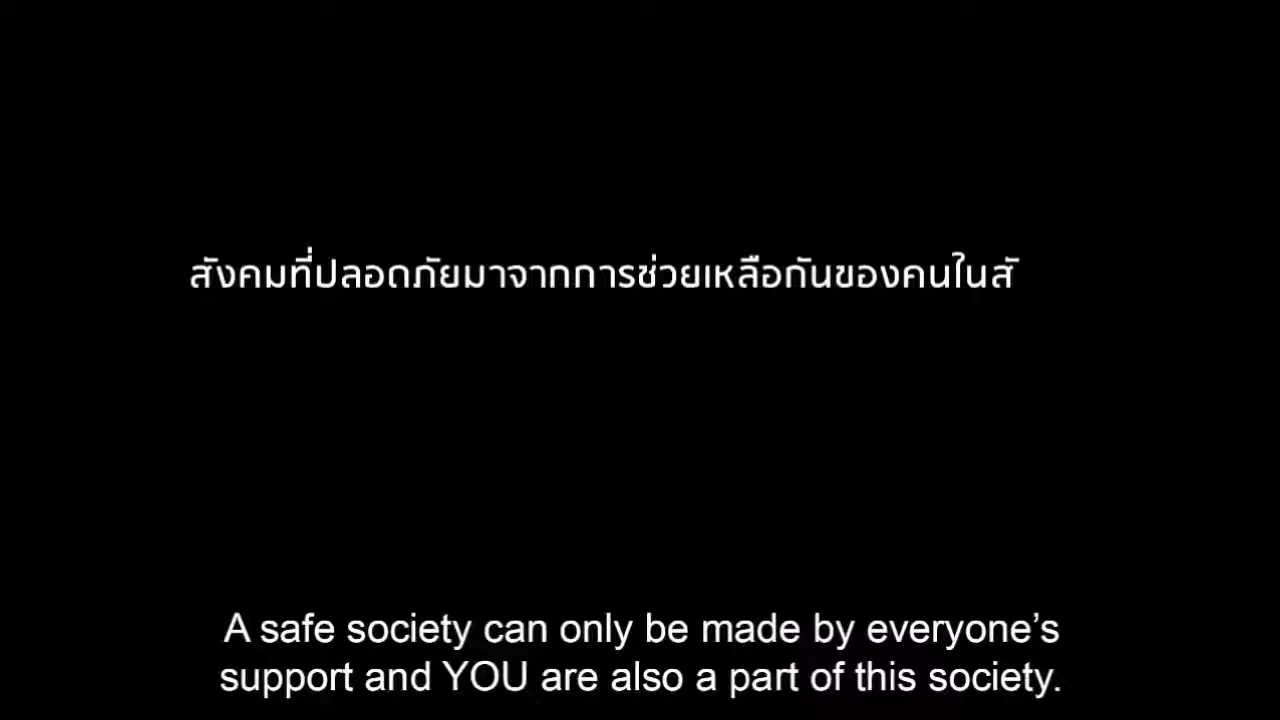 สังคมที่ปลอดภัยมาจากการช่วยเหลือกันของคนในสั
A safe society can only be made by everyone’s
support and YOU are also a part of this society.